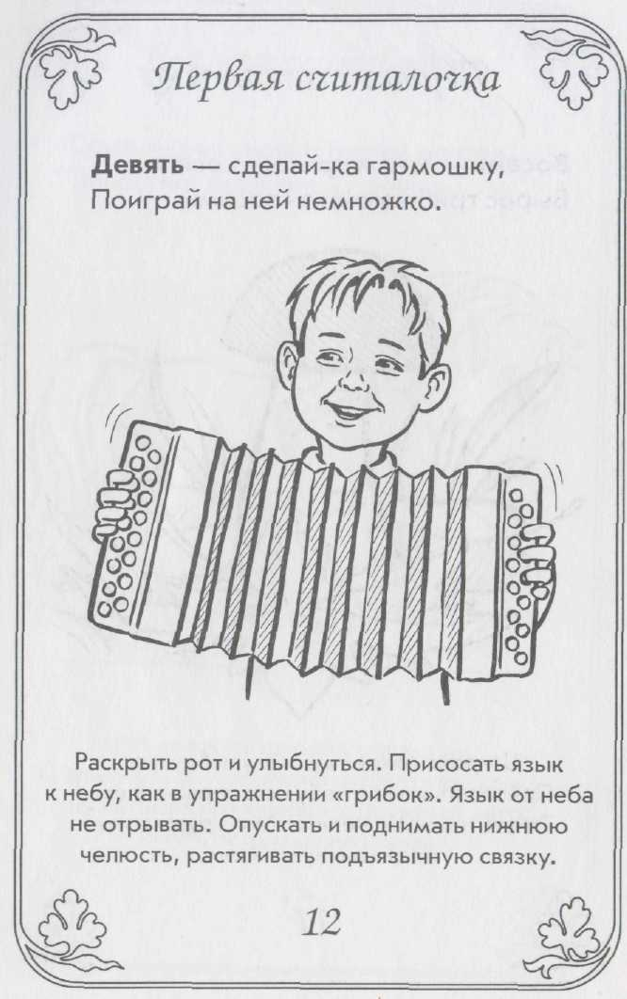 Первая считалочка
Девять — сделай-ка гармошку,
Поиграй на ней немножко.
Раскрыть рот и улыбнуться. Присосать язык
к небу, как в упражнении «грибок». Язык от неба
не отрывать. Опускать и поднимать нижнюю
челюсть, растягивать подъязычную связку.
12